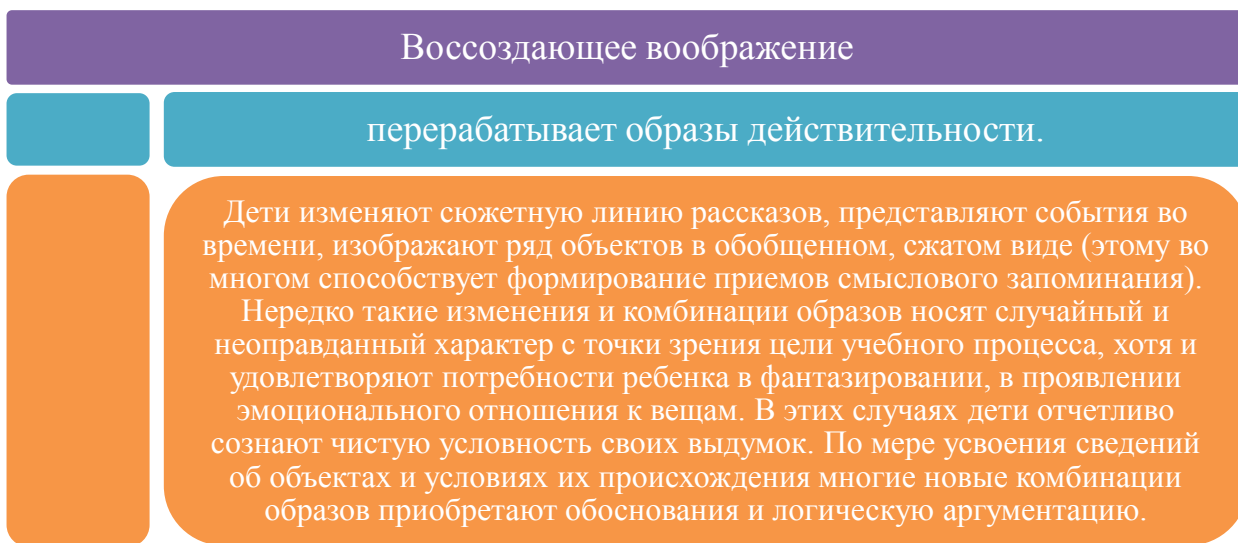 Воссоздающее воображение
перерабатывает образы действительности.
Дети изменяют сюжетную линию рассказов, представляют события во
времени, изображают ряд объектов в обобщенном, сжатом виде (этому во
многом способствует формирование приемов смыслового запоминания).
Нередко такие изменения и комбинации образов носят случайный и
неоправданный характер с точки зрения цели учебного процесса, хотя и
удовлетворяют потребности ребенка в фантазировании, в проявлении
эмоционального отношения к вещам. В этих случаях дети отчетливо
сознают чистую условность своих выдумок. По мере усвоения сведений
об объектах и условиях их происхождения многие новые комбинации
образов приобретают обоснования и логическую аргументацию.